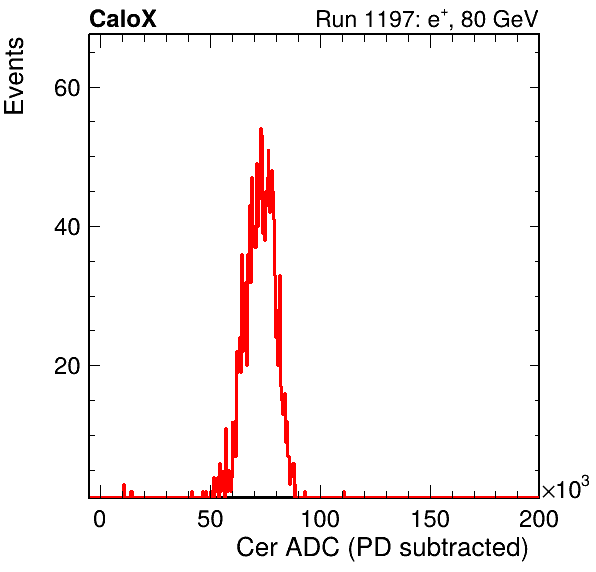 CaloX Run 1197: e⁺, 80 GeV
Events
60
40
20
0 50 100 150 200
×10³
Cer ADC (PD subtracted)